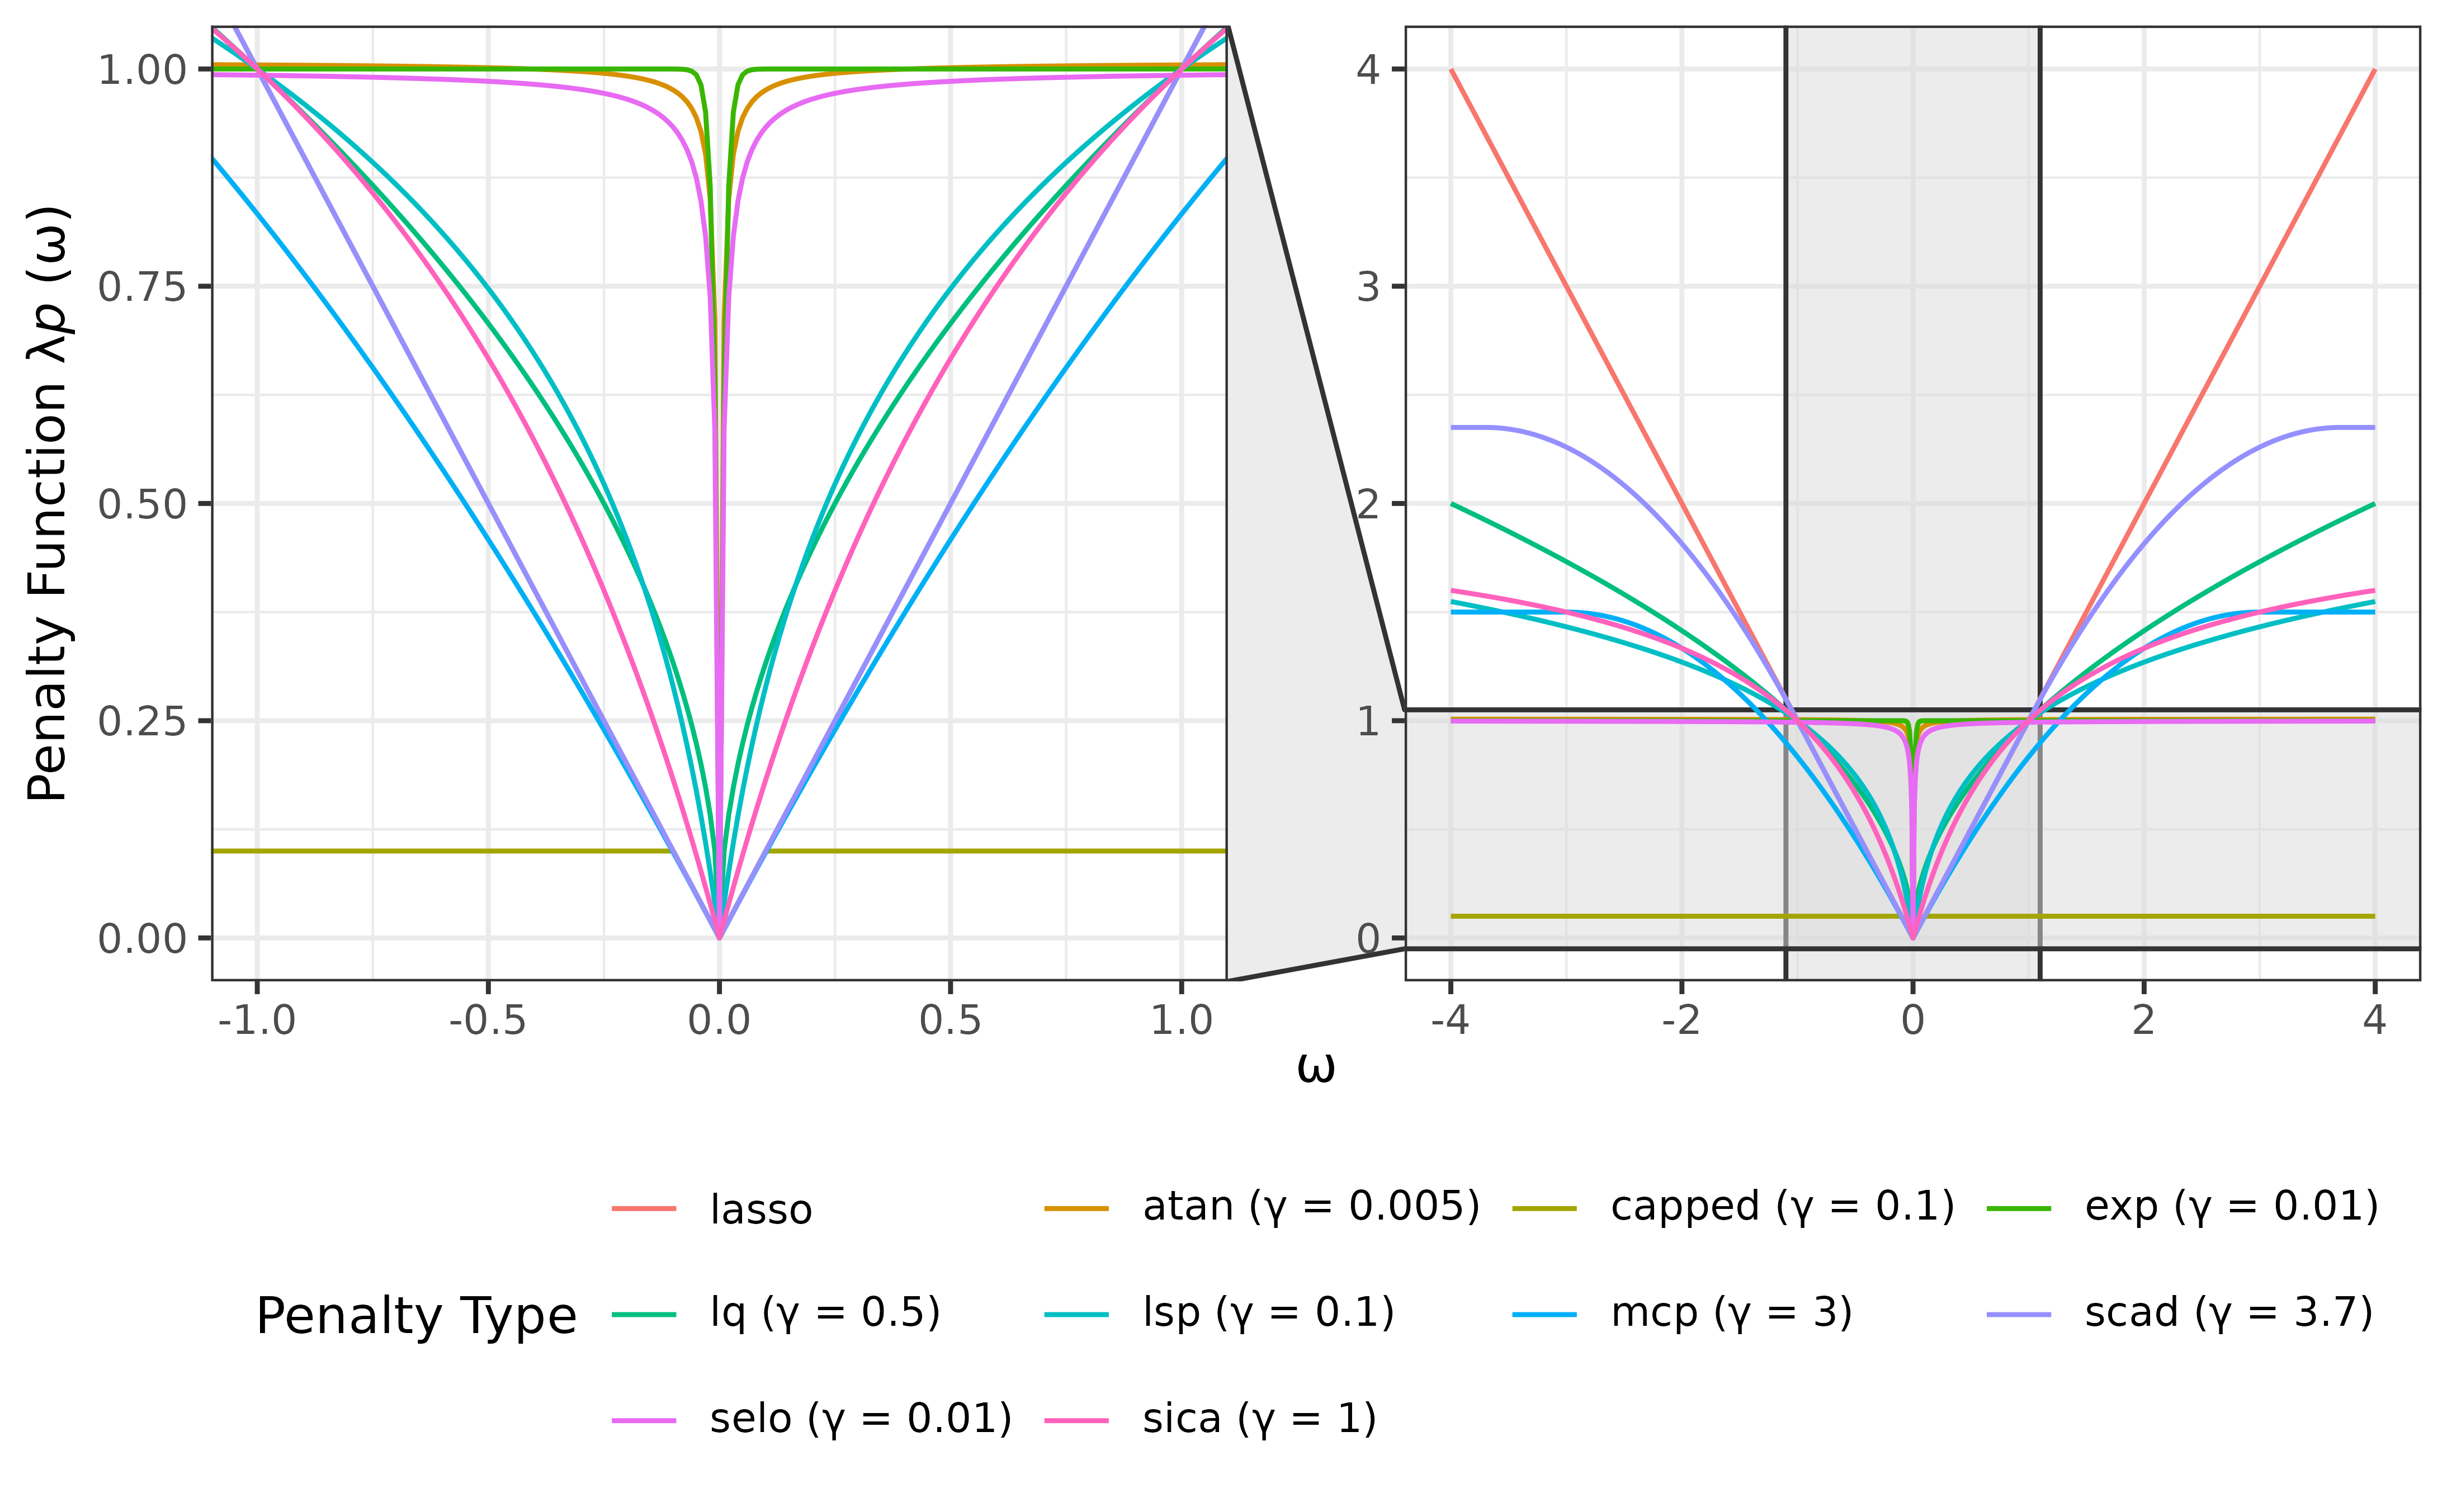 Penalty Function λp (ω)
1.00
0.75
0.50
0.25
0.00
-1.0 -0.5 0.0 0.5 1.0
4
3
2
1
0
-4 -2 0 2 4
ω
Penalty Type
lasso atan (γ = 0.005) capped (γ = 0.1) exp (γ = 0.01)
lq (γ = 0.5) lsp (γ = 0.1) mcp (γ = 3) scad (γ = 3.7)
selo (γ = 0.01) sica (γ = 1)